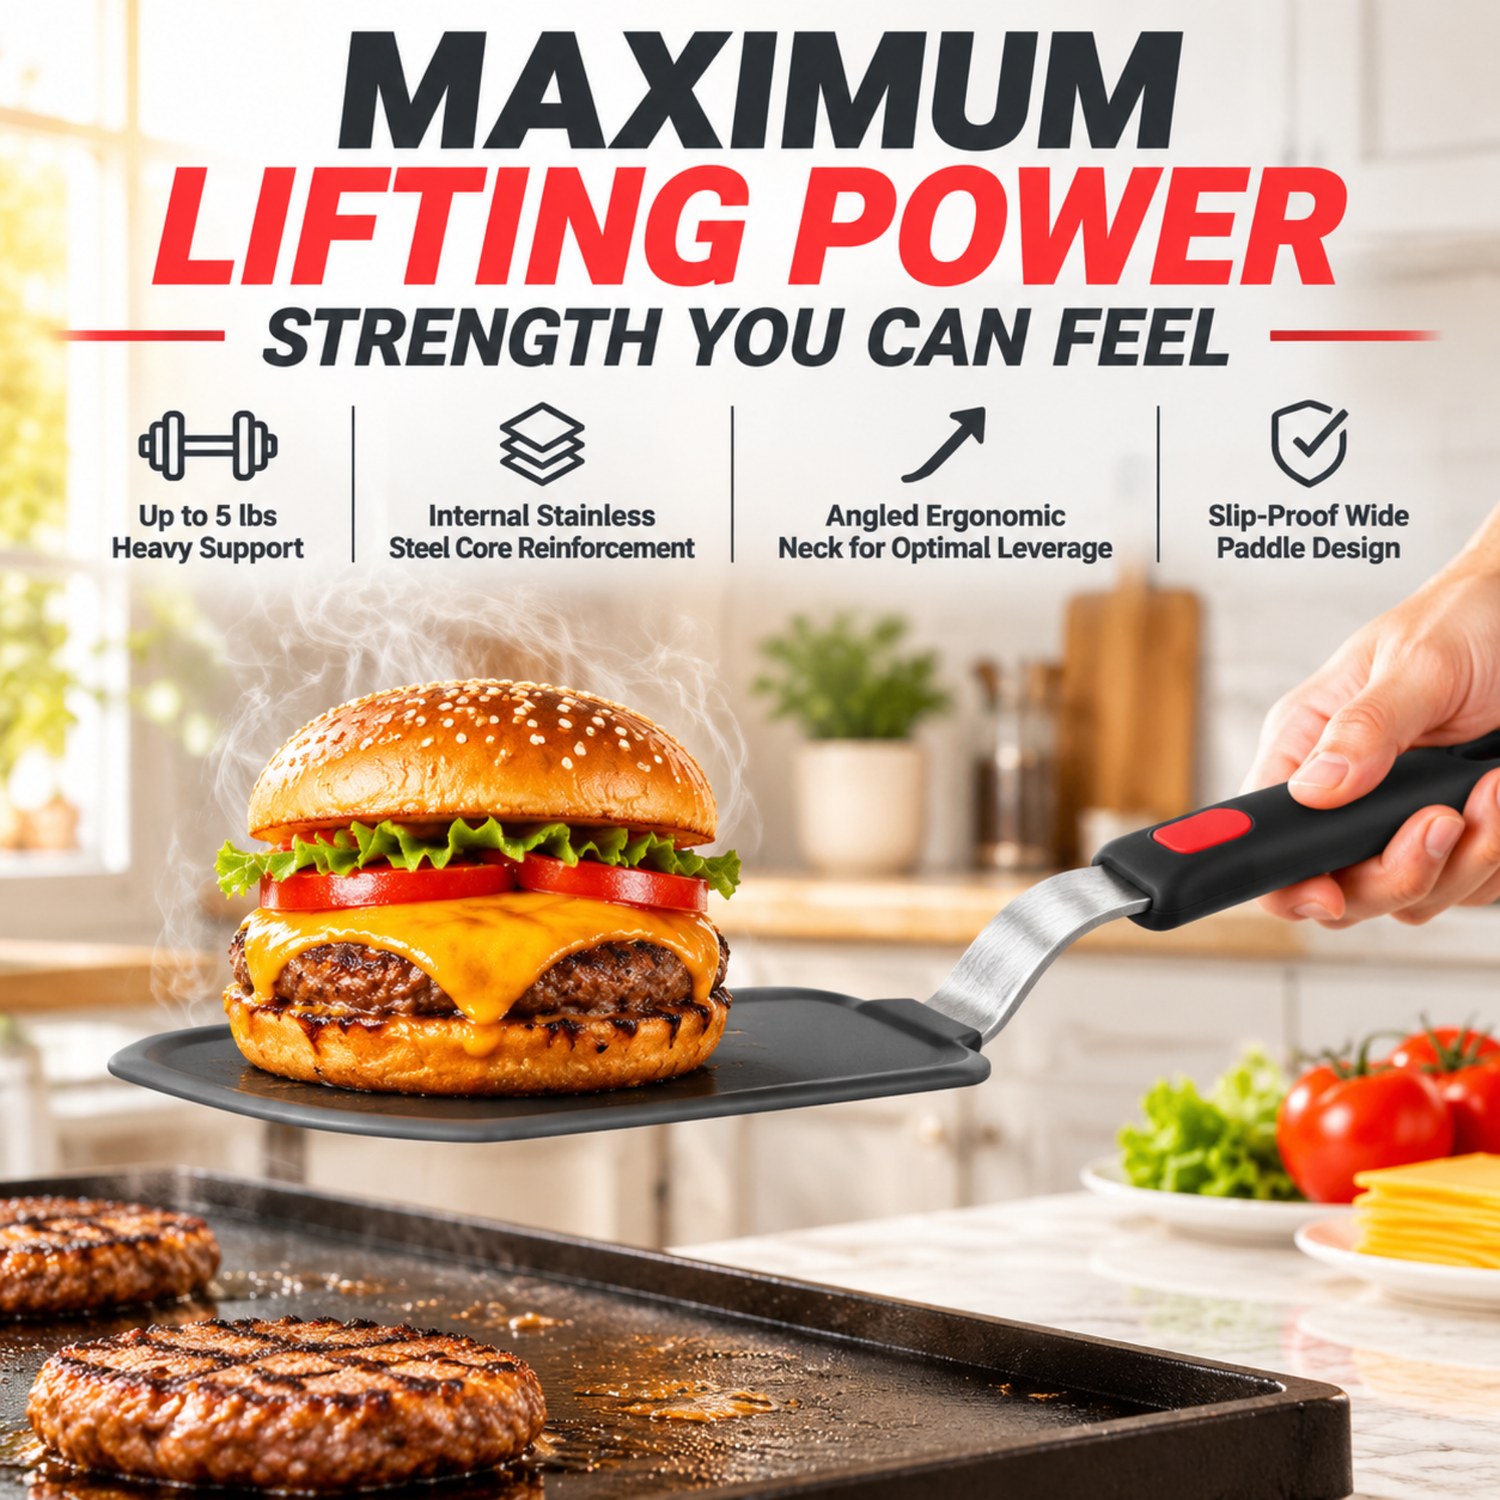 MAXIMUM
LIFTING POWER
STRENGTH YOU CAN FEEL
Up to 5 lbs
Heavy Support
Internal Stainless
Steel Core Reinforcement
Angled Ergonomic
Neck for Optimal Leverage
Slip-Proof Wide
Paddle Design